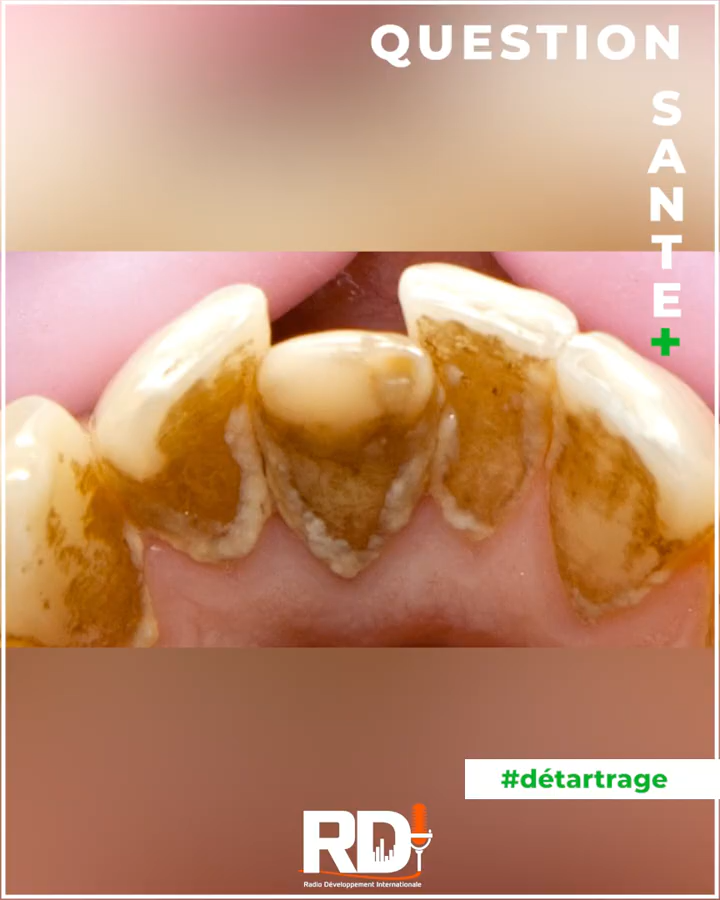 QUESTION
SANTE+
#détartrage
RDi
Radio Développement Internationale